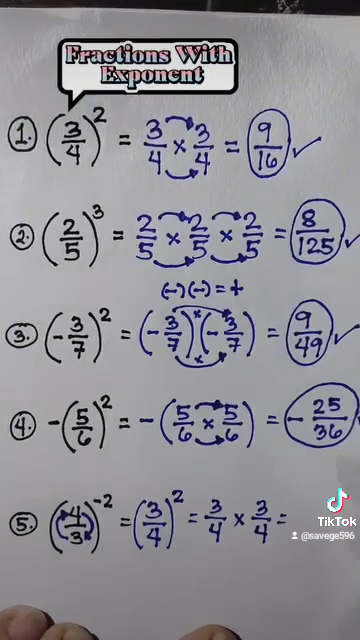 Fractions With
Exponent
1. (3/4)^2 = 3/4 × 3/4 = 9/16 ✓
2. (2/5)^3 = 2/5 × 2/5 × 2/5 = 8/125 ✓
(-)(-) = +
3. (-3/7)^2 = (-3/7)×(-3/7) = 9/49 ✓
4. -(5/6)^2 = -(5/6 × 5/6) = -25/36
5. (4/3)^-2 = (3/4)^2 = 3/4 × 3/4 =
TikTok
@savege596